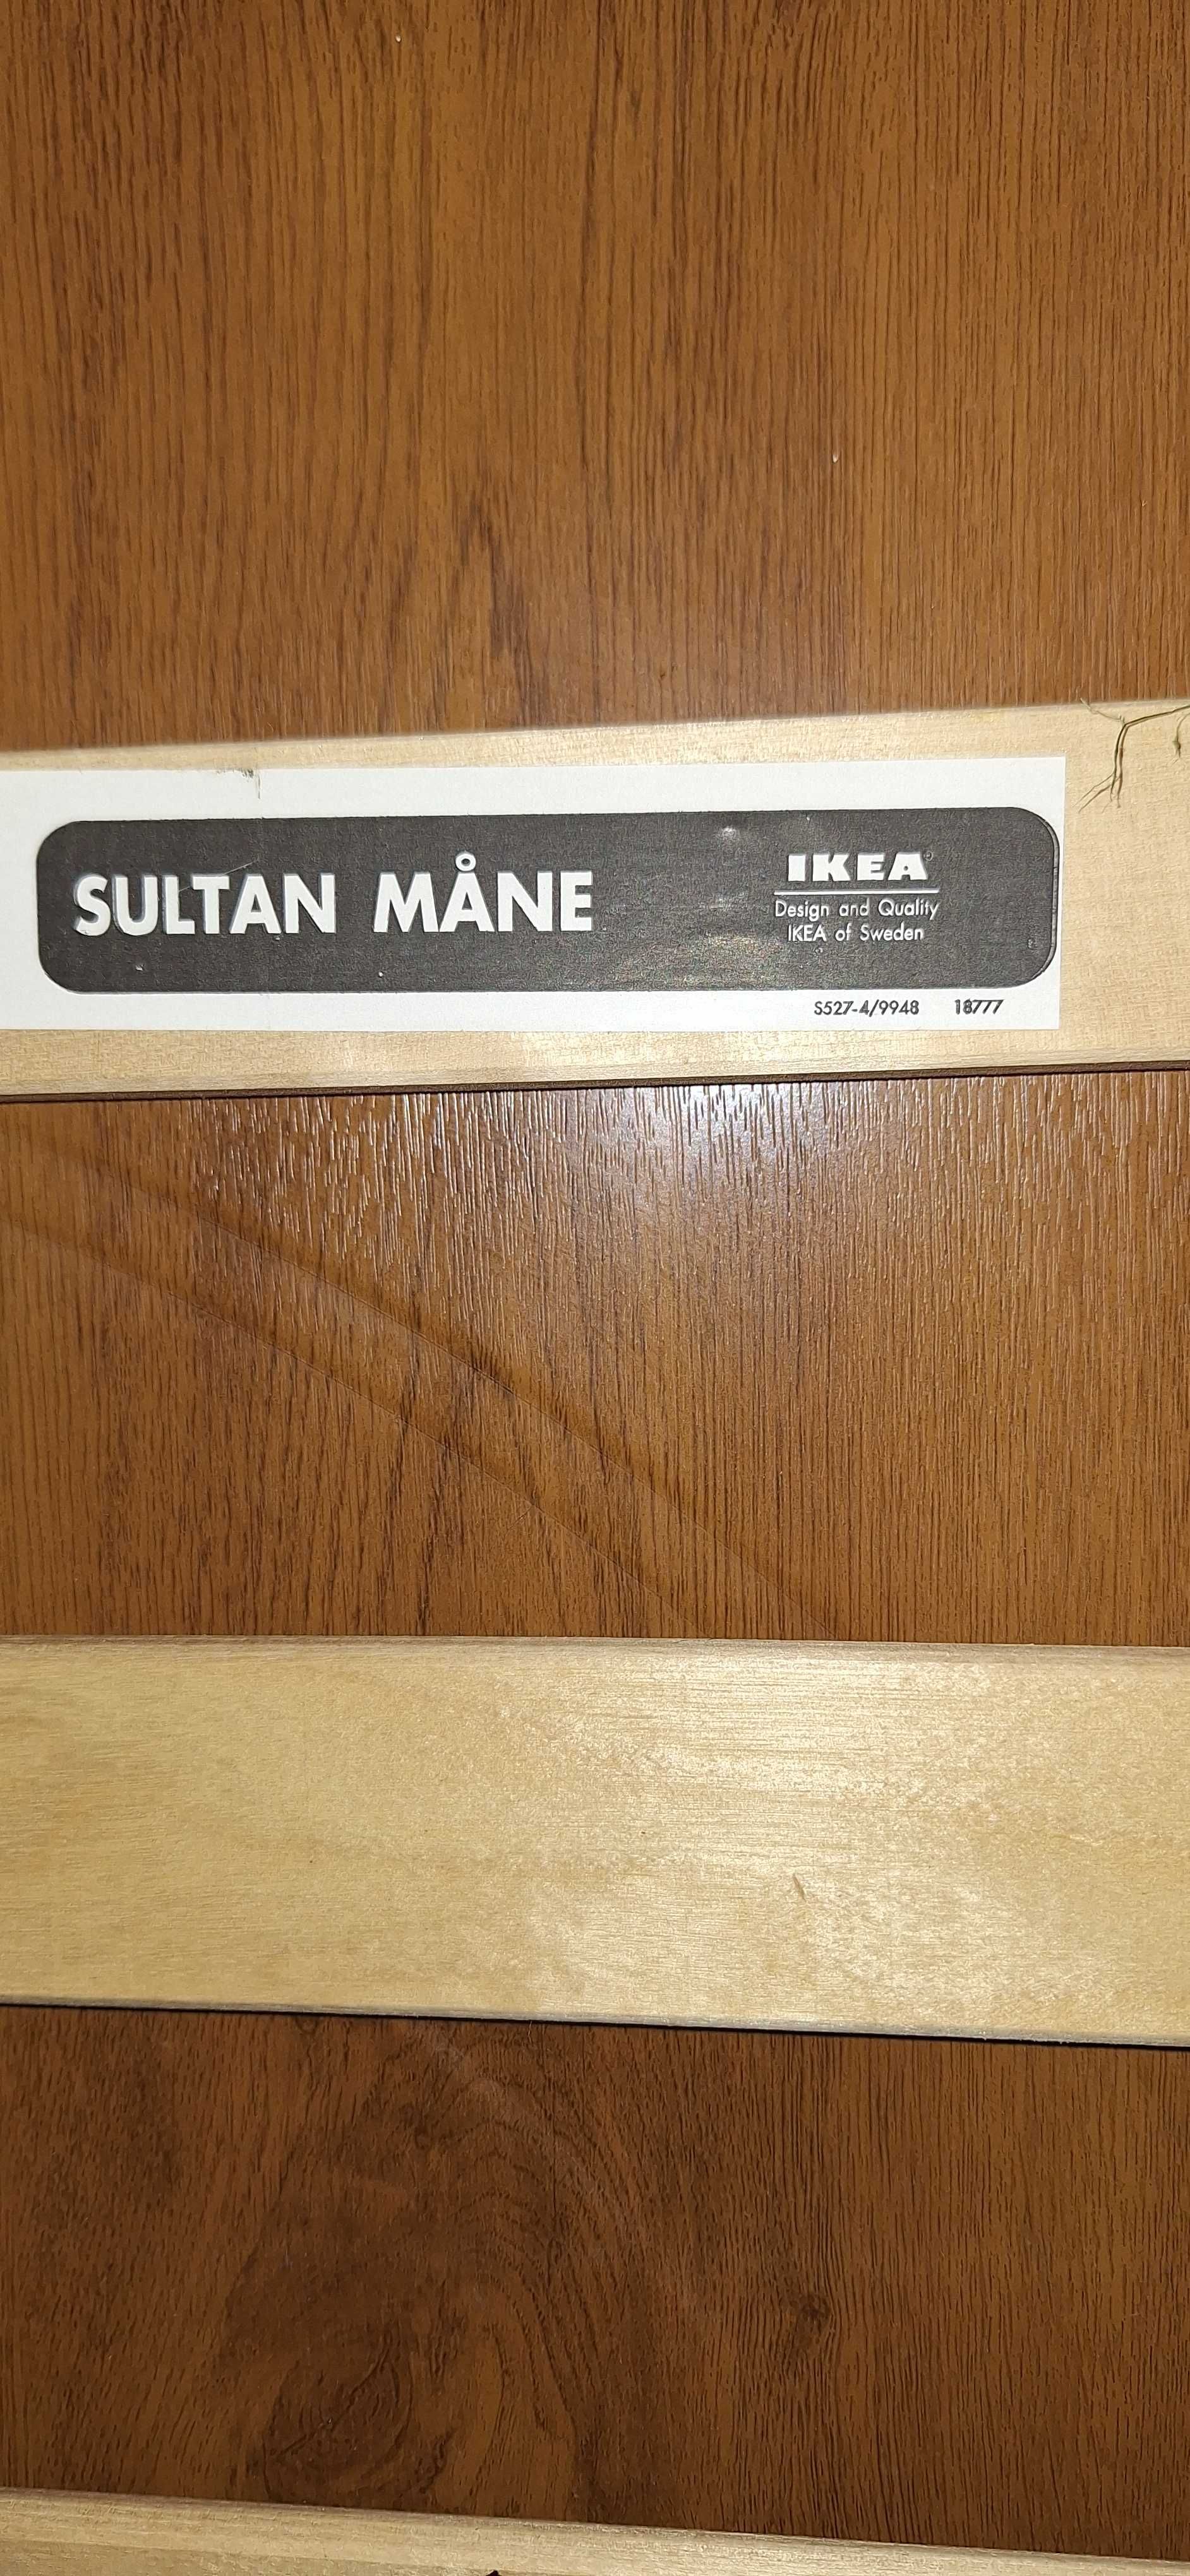 SULTAN MÅNE
IKEA®
Design and Quality
IKEA of Sweden
S527-4/9948 18777